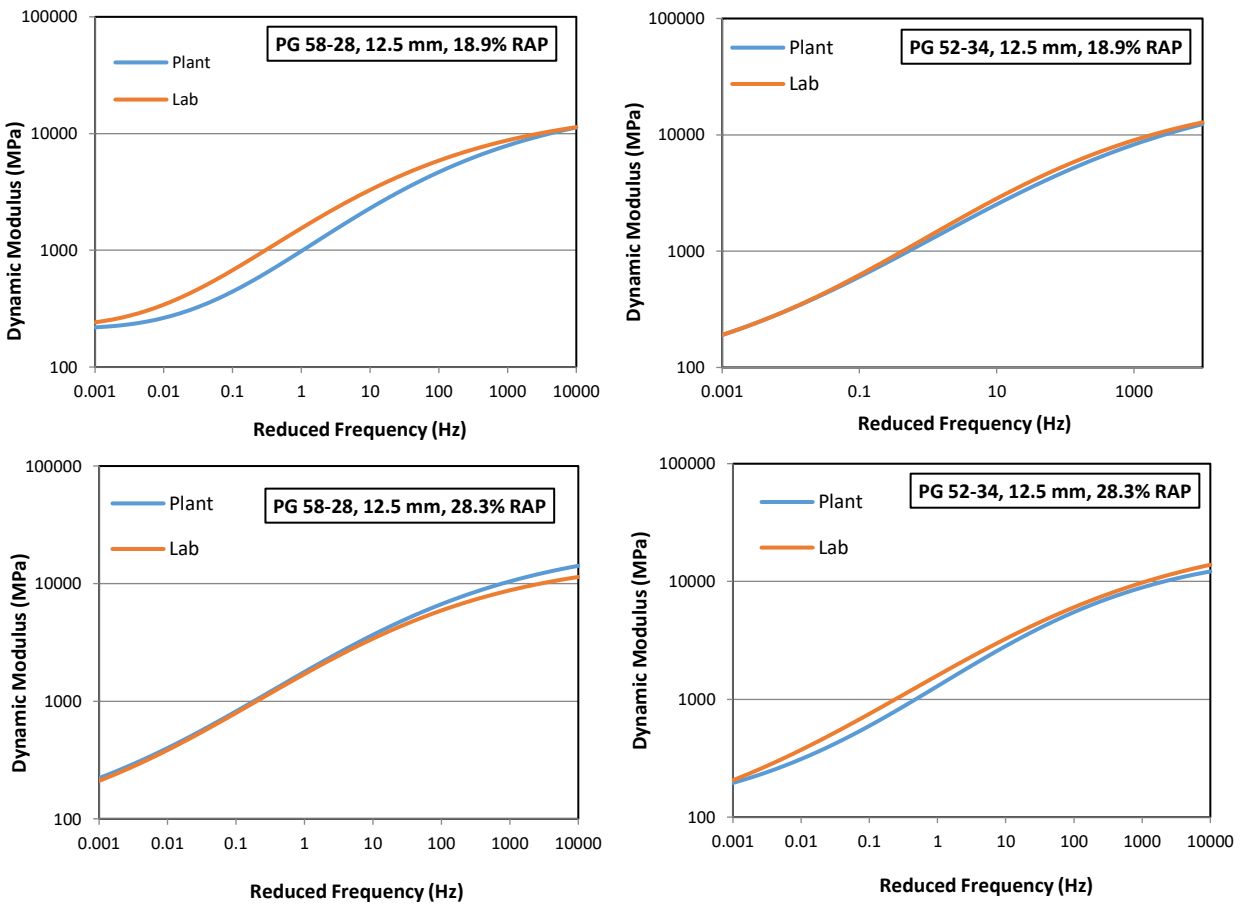 PG 58-28, 12.5 mm, 18.9% RAP
Plant
Lab
Dynamic Modulus (MPa)
100000
10000
1000
100
0.001 0.01 0.1 1 10 100 1000 10000
Reduced Frequency (Hz)
PG 52-34, 12.5 mm, 18.9% RAP
Plant
Lab
Dynamic Modulus (MPa)
100000
10000
1000
100
0.001 0.1 10 1000
Reduced Frequency (Hz)
PG 58-28, 12.5 mm, 28.3% RAP
Plant
Lab
Dynamic Modulus (MPa)
100000
10000
1000
100
0.001 0.01 0.1 1 10 100 1000 10000
Reduced Frequency (Hz)
PG 52-34, 12.5 mm, 28.3% RAP
Plant
Lab
Dynamic Modulus (MPa)
100000
10000
1000
100
0.001 0.01 0.1 1 10 100 1000 10000
Reduced Frequency (Hz)